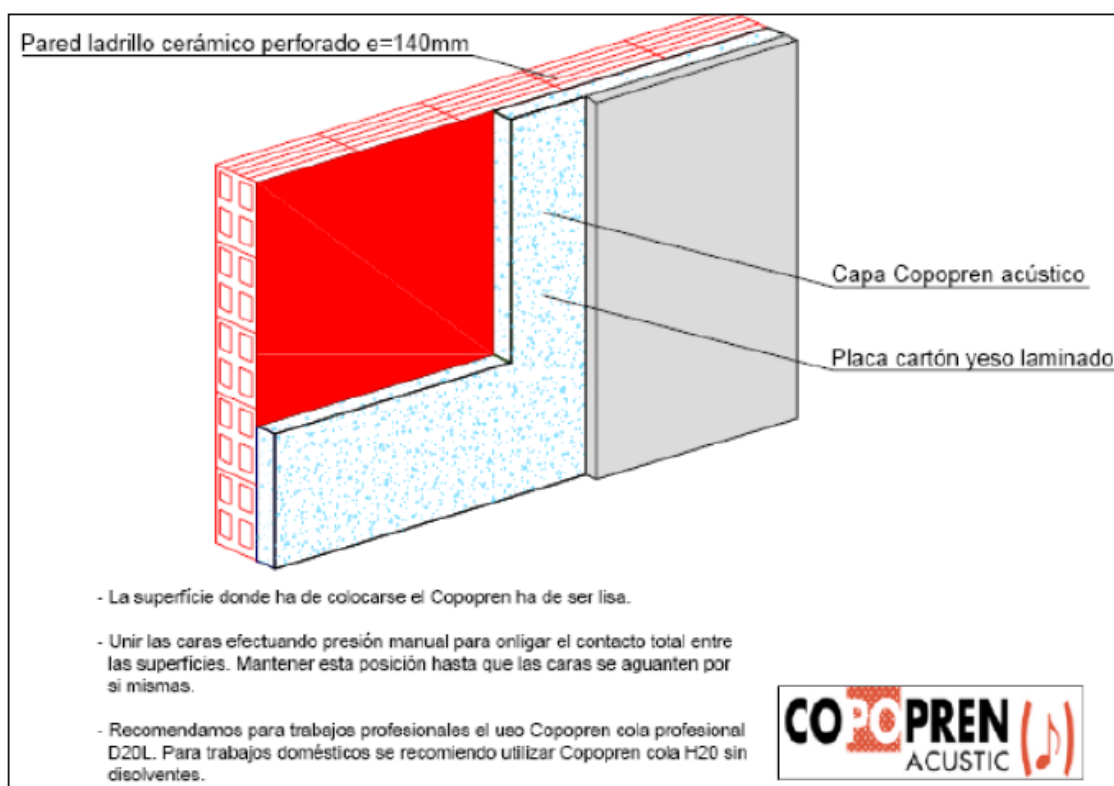 Pared ladrillo cerámico perforado e=140mm
Capa Copopren acústico
Placa cartón yeso laminado
- La superfície donde ha de colocarse el Copopren ha de ser lisa.
- Unir las caras efectuando presión manual para onligar el contacto total entre
las superfícies. Mantener esta posición hasta que las caras se aguanten por
si mismas.
- Recomendamos para trabajos profesionales el uso Copopren cola profesional
D20L. Para trabajos domésticos se recomiendo utilizar Copopren cola H20 sin
disolventes.
COPOPREN
ACUSTIC